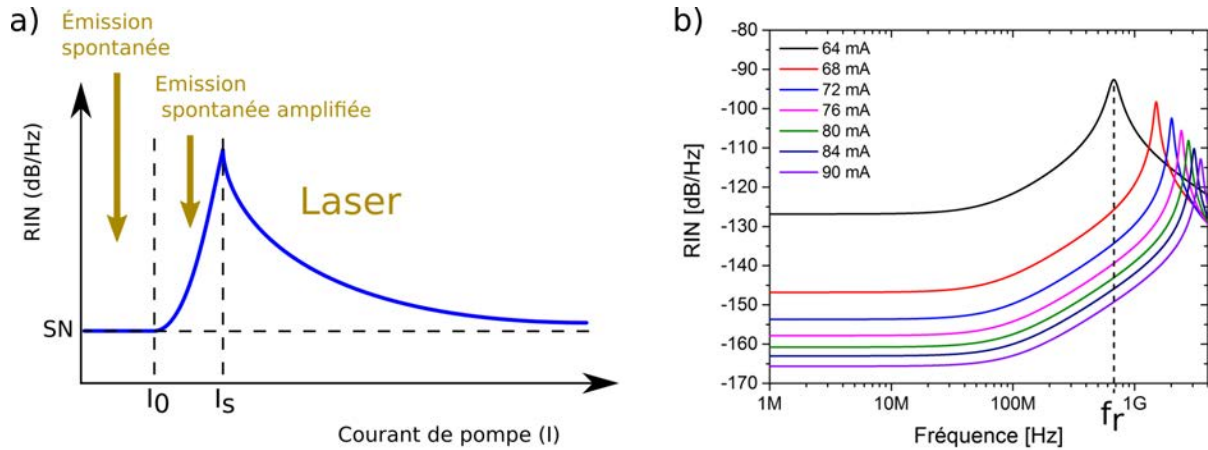 a)
Émission
spontanée
Emission
spontanée amplifiée
Laser
RIN (dB/Hz)
SN
I0
Is
Courant de pompe (I)
b)
RIN [dB/Hz]
-80
-90
-100
-110
-120
-130
-140
-150
-160
-170
64 mA
68 mA
72 mA
76 mA
80 mA
84 mA
90 mA
1M
10M
100M
fr
1G
Fréquence [Hz]